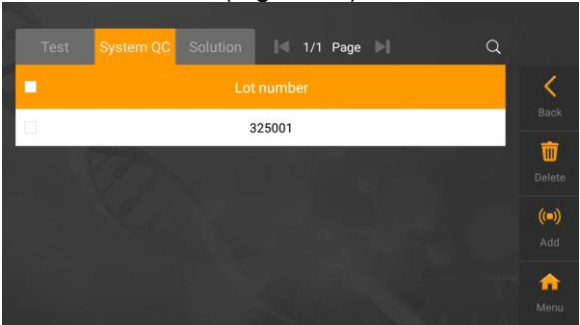 Test System QC Solution 1/1 Page
Lot number
325001
Back
Delete
Add
Menu